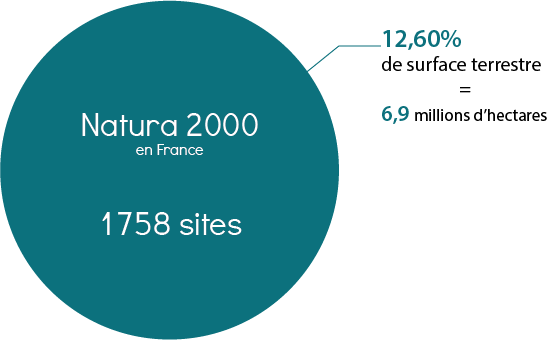 Natura 2000
en France
1758 sites
12,60%
de surface terrestre
=
6,9 millions d'hectares